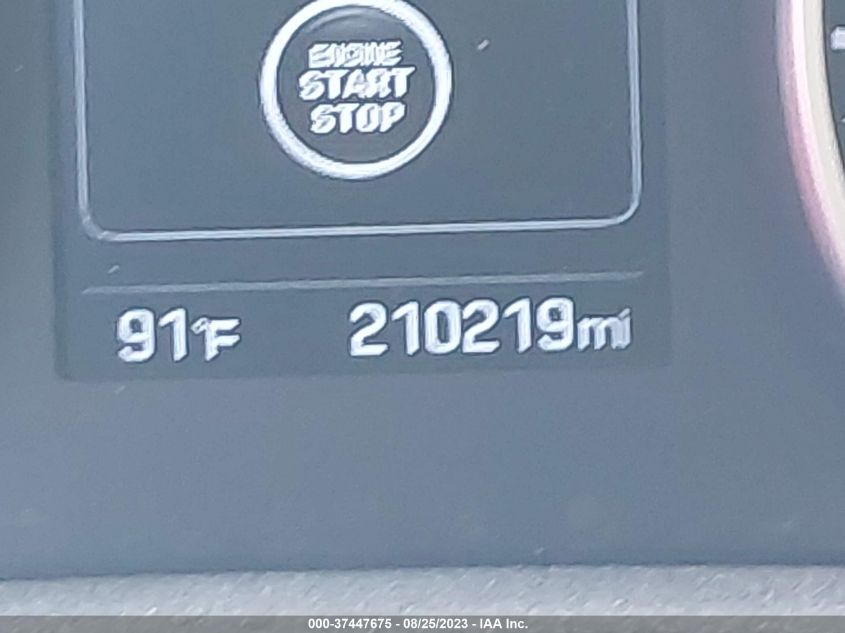 ENGINE
START
STOP
91°F 210219mi
000-37447675 - 08/25/2023 - IAA Inc.